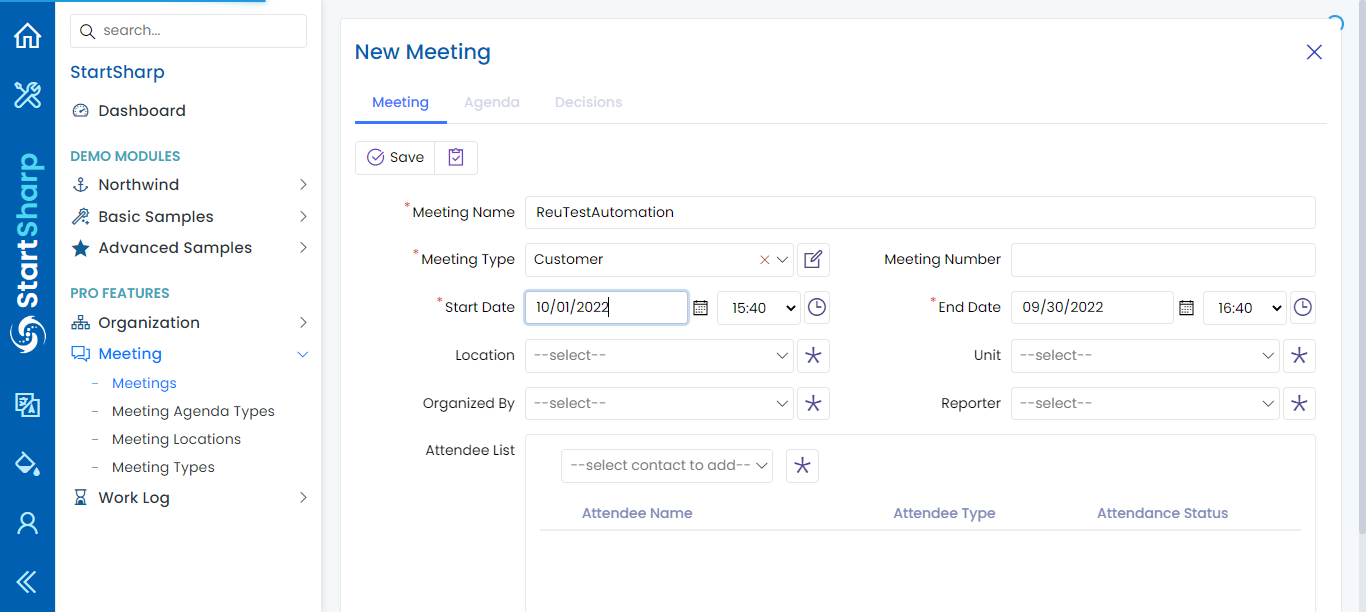 StartSharp
search...
StartSharp
Dashboard
DEMO MODULES
Northwind
Basic Samples
Advanced Samples
PRO FEATURES
Organization
Meeting
Meetings
Meeting Agenda Types
Meeting Locations
Meeting Types
Work Log
New Meeting
Meeting Agenda Decisions
Save
*Meeting Name ReuTestAutomation
*Meeting Type Customer Meeting Number
*Start Date 10/01/2022 15:40 *End Date 09/30/2022 16:40
Location --select-- Unit --select--
Organized By --select-- Reporter --select--
Attendee List --select contact to add--
Attendee Name Attendee Type Attendance Status